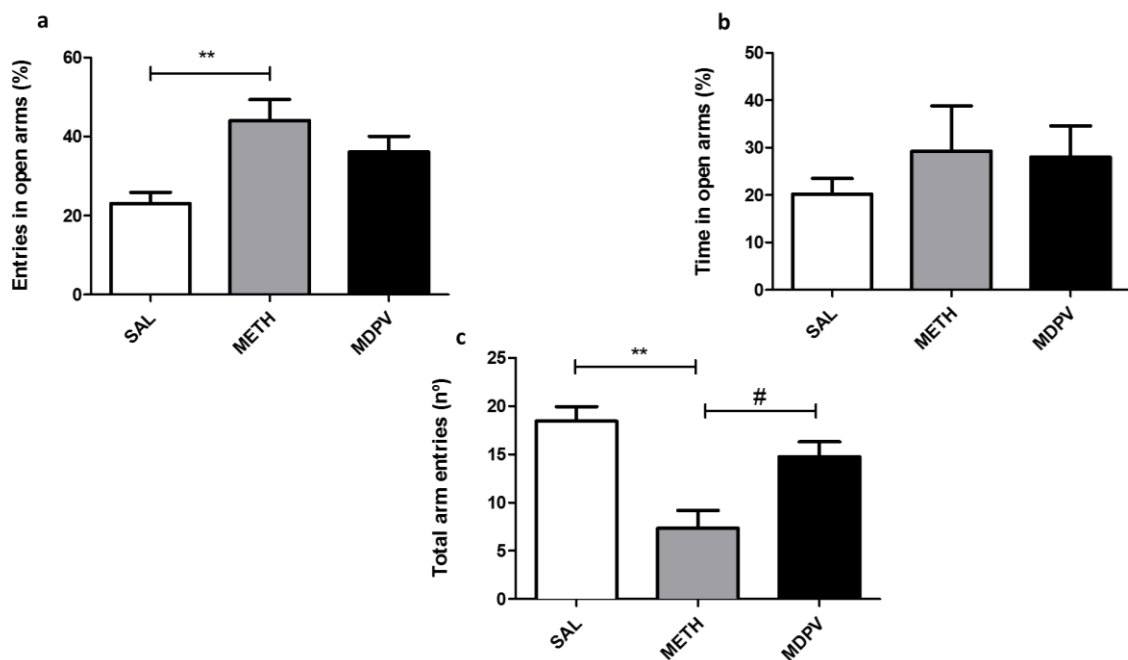 a
Entries in open arms (%)
60
40
20
0
**
SAL
METH
MDPV
b
Time in open arms (%)
50
40
30
20
10
0
SAL
METH
MDPV
c
Total arm entries (nº)
25
20
15
10
5
0
**
#
SAL
METH
MDPV